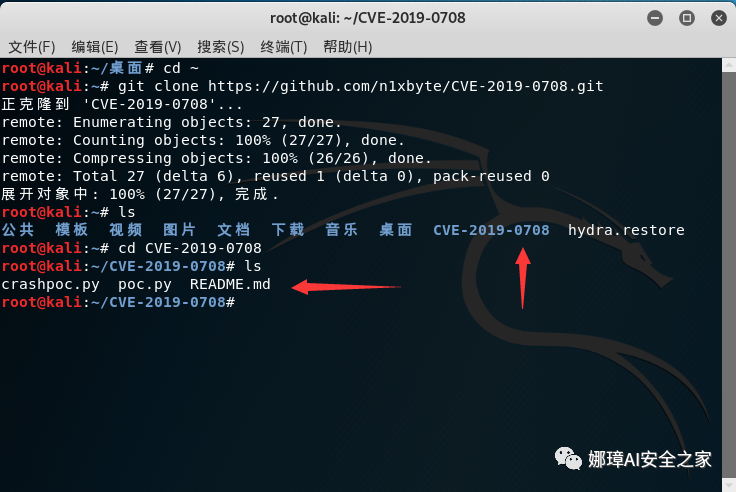 root@kali: ~/CVE-2019-0708
文件(F) 编辑(E) 查看(V) 搜索(S) 终端(T) 帮助(H)
root@kali:~/桌面# cd ~
root@kali:~# git clone https://github.com/n1xbyte/CVE-2019-0708.git
正克隆到 'CVE-2019-0708'...
remote: Enumerating objects: 27, done.
remote: Counting objects: 100% (27/27), done.
remote: Compressing objects: 100% (26/26), done.
remote: Total 27 (delta 6), reused 1 (delta 0), pack-reused 0
展开对象中: 100% (27/27), 完成.
root@kali:~# ls
公共 模板 视频 图片 文档 下载 音乐 桌面 CVE-2019-0708 hydra.restore
root@kali:~# cd CVE-2019-0708
root@kali:~/CVE-2019-0708# ls
crashpoc.py poc.py README.md
root@kali:~/CVE-2019-0708#
娜璋AI安全之家